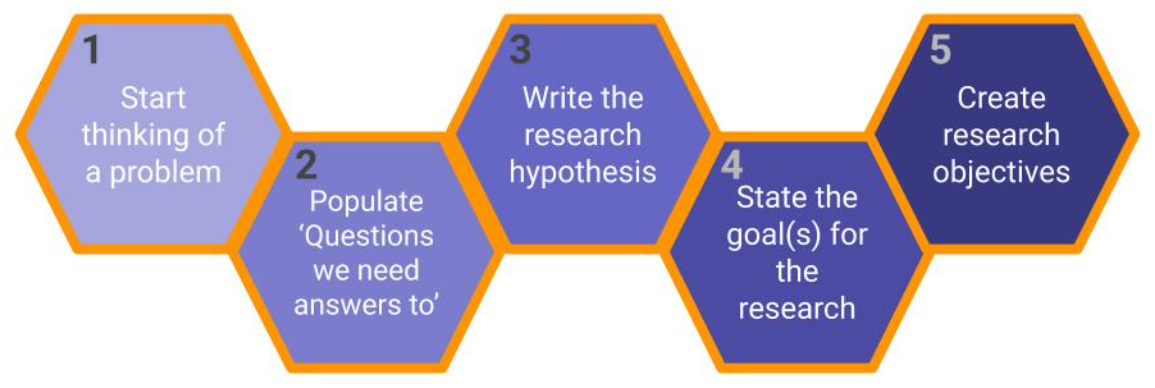 1
Start
thinking of
a problem
2
Populate
‘Questions
we need
answers to’
3
Write the
research
hypothesis
4
State the
goal(s) for
the
research
5
Create
research
objectives